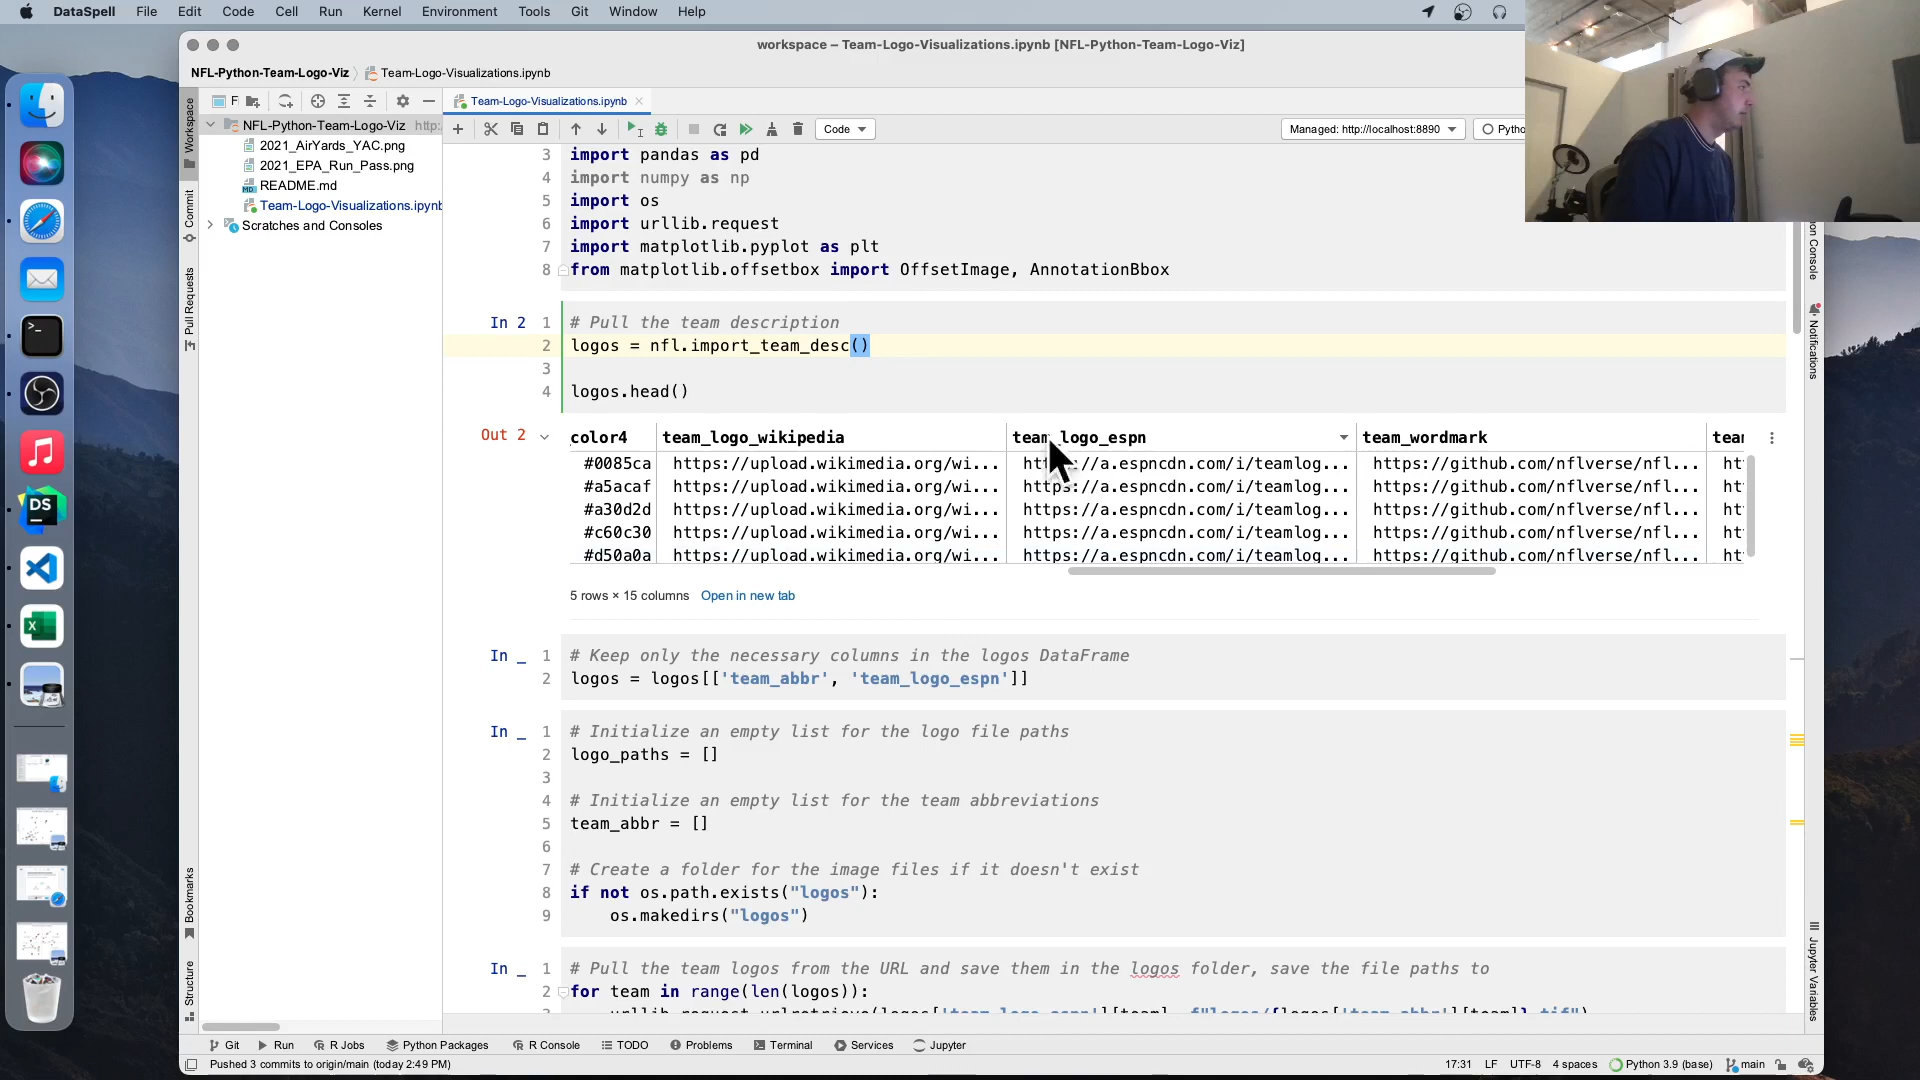 DataSpell File Edit Code Cell Run Kernel Environment Tools Git Window Help
workspace – Team-Logo-Visualizations.ipynb [NFL-Python-Team-Logo-Viz]
NFL-Python-Team-Logo-Viz Team-Logo-Visualizations.ipynb
F
Team-Logo-Visualizations.ipynb
Code
Managed: http://localhost:8890
Workspace
Commit
Pull Requests
Bookmarks
Structure
NFL-Python-Team-Logo-Viz http:
2021_AirYards_YAC.png
2021_EPA_Run_Pass.png
README.md
Team-Logo-Visualizations.ipynb
Scratches and Consoles
3 import pandas as pd
4 import numpy as np
5 import os
6 import urllib.request
7 import matplotlib.pyplot as plt
8 from matplotlib.offsetbox import OffsetImage, AnnotationBbox
In 2 1 # Pull the team description
2 logos = nfl.import_team_desc()
3
4 logos.head()
Out 2 color4 team_logo_wikipedia team_logo_espn team_wordmark
#0085ca https://upload.wikimedia.org/wi... https://a.espncdn.com/i/teamlog... https://github.com/nflverse/nfl...
#a5acaf https://upload.wikimedia.org/wi... https://a.espncdn.com/i/teamlog... https://github.com/nflverse/nfl...
#a30d2d https://upload.wikimedia.org/wi... https://a.espncdn.com/i/teamlog... https://github.com/nflverse/nfl...
#c60c30 https://upload.wikimedia.org/wi... https://a.espncdn.com/i/teamlog... https://github.com/nflverse/nfl...
#d50a0a https://upload.wikimedia.org/wi... https://a.espncdn.com/i/teamlog... https://github.com/nflverse/nfl...
5 rows × 15 columns Open in new tab
In _ 1 # Keep only the necessary columns in the logos DataFrame
2 logos = logos[['team_abbr', 'team_logo_espn']]
In _ 1 # Initialize an empty list for the logo file paths
2 logo_paths = []
3
4 # Initialize an empty list for the team abbreviations
5 team_abbr = []
6
7 # Create a folder for the image files if it doesn't exist
8 if not os.path.exists("logos"):
9 os.makedirs("logos")
In _ 1 # Pull the team logos from the URL and save them in the logos folder, save the file paths to
2 for team in range(len(logos)):
Notifications
Jupyter Variables
Git Run R Jobs Python Packages R Console TODO Problems Terminal Services Jupyter
Pushed 3 commits to origin/main (today 2:49 PM) 17:31 LF UTF-8 4 spaces Python 3.9 (base) main
DS